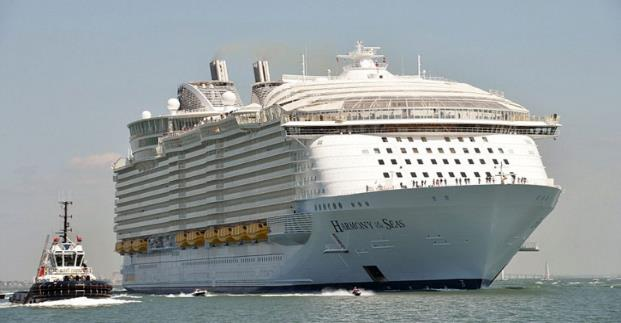 HARMONY OF THE SEAS